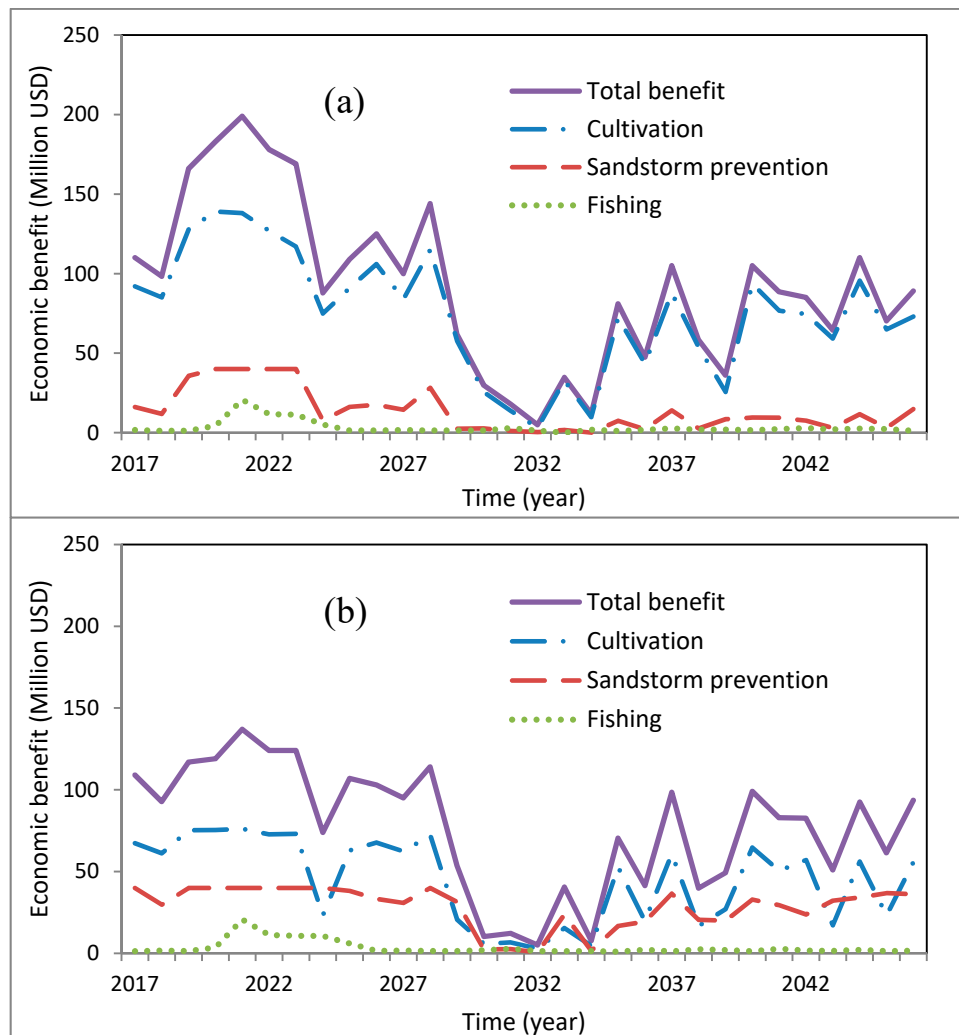 250
200
150
100
50
0
Economic benefit (Million USD)
(a)
Total benefit
Cultivation
Sandstorm prevention
Fishing
2017 2022 2027 2032 2037 2042
Time (year)
250
200
150
100
50
0
Economic benefit (Million USD)
(b)
Total benefit
Cultivation
Sandstorm prevention
Fishing
2017 2022 2027 2032 2037 2042
Time (year)